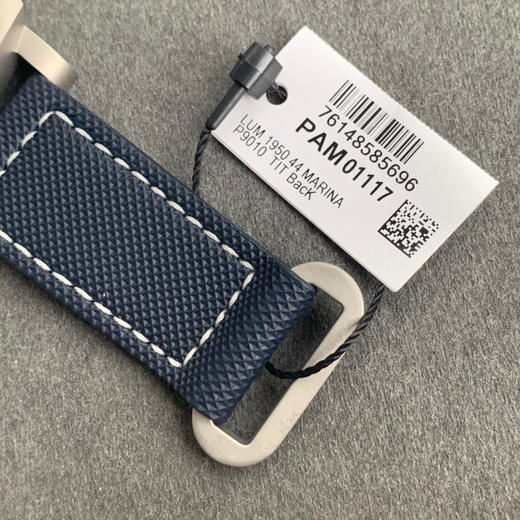 76148585696
PAM01117
LUM 1950 44 MARINA
P9010 TIT BacK